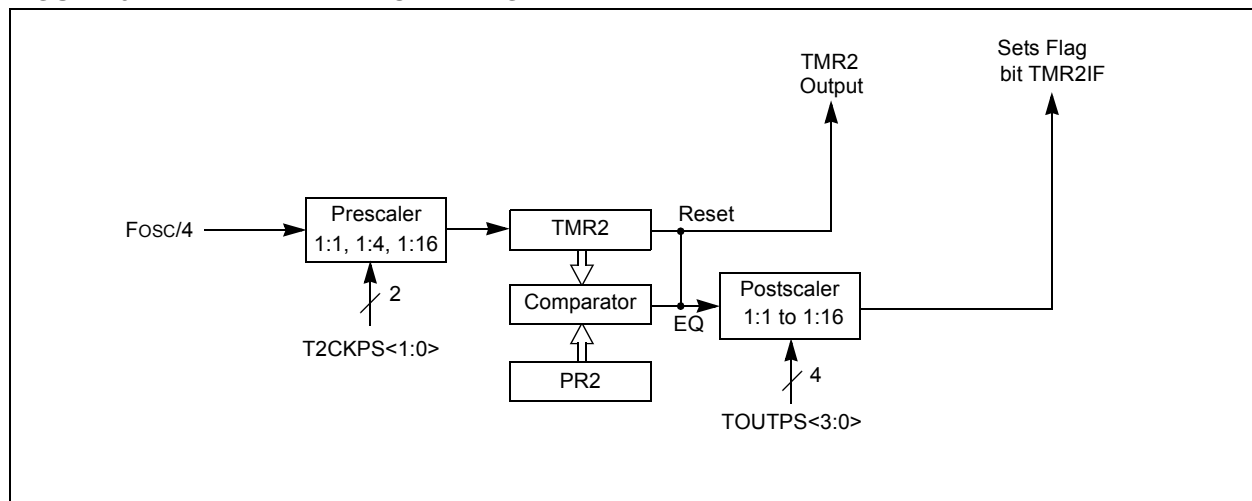 Sets Flag
bit TMR2IF
TMR2
Output
Fosc/4
Prescaler
1:1, 1:4, 1:16
TMR2
Reset
2
Comparator
EQ
Postscaler
1:1 to 1:16
T2CKPS<1:0>
PR2
4
TOUTPS<3:0>